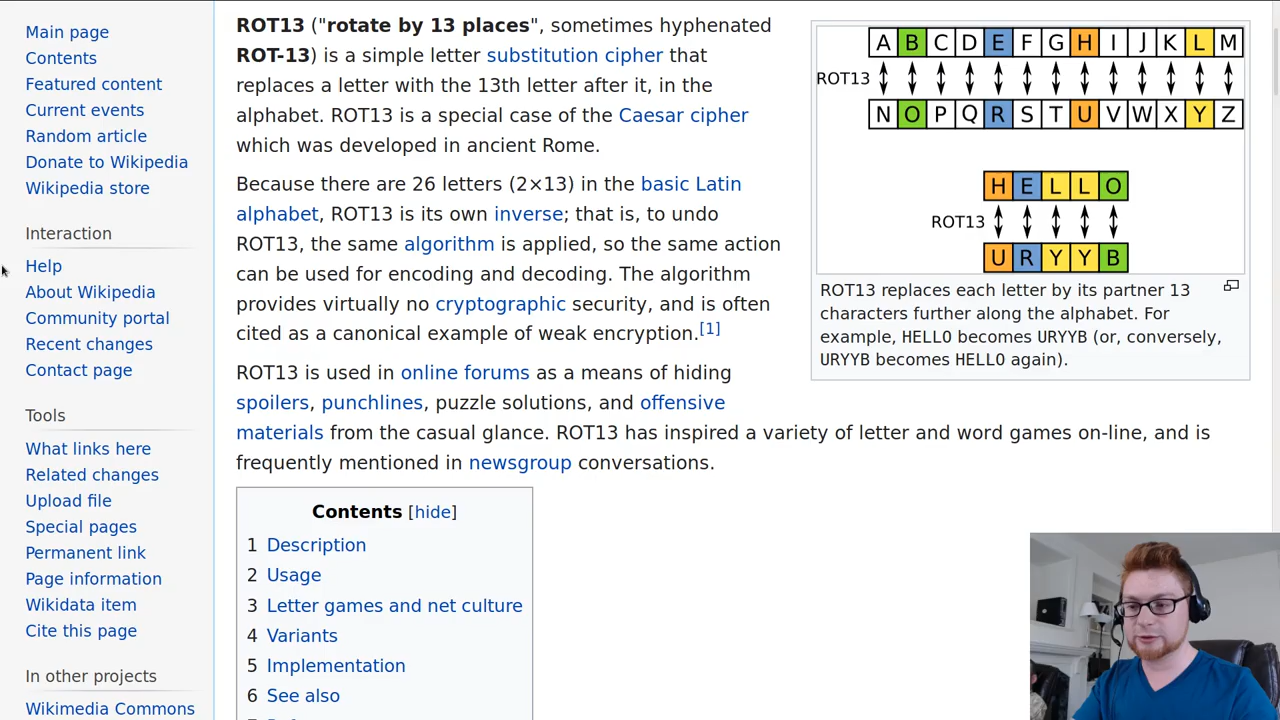 Main page
Contents
Featured content
Current events
Random article
Donate to Wikipedia
Wikipedia store
Interaction
Help
About Wikipedia
Community portal
Recent changes
Contact page
Tools
What links here
Related changes
Upload file
Special pages
Permanent link
Page information
Wikidata item
Cite this page
In other projects
Wikimedia Commons
ROT13 ("rotate by 13 places", sometimes hyphenated
ROT-13) is a simple letter substitution cipher that
replaces a letter with the 13th letter after it, in the
alphabet. ROT13 is a special case of the Caesar cipher
which was developed in ancient Rome.
Because there are 26 letters (2×13) in the basic Latin
alphabet, ROT13 is its own inverse; that is, to undo
ROT13, the same algorithm is applied, so the same action
can be used for encoding and decoding. The algorithm
provides virtually no cryptographic security, and is often
cited as a canonical example of weak encryption.[1]
ROT13 is used in online forums as a means of hiding
spoilers, punchlines, puzzle solutions, and offensive
materials from the casual glance. ROT13 has inspired a variety of letter and word games on-line, and is
frequently mentioned in newsgroup conversations.
Contents [hide]
1 Description
2 Usage
3 Letter games and net culture
4 Variants
5 Implementation
6 See also
A B C D E F G H I J K L M
ROT13
N O P Q R S T U V W X Y Z
H E L L O
ROT13
U R Y Y B
ROT13 replaces each letter by its partner 13
characters further along the alphabet. For
example, HELLO becomes URYYB (or, conversely,
URYYB becomes HELLO again).